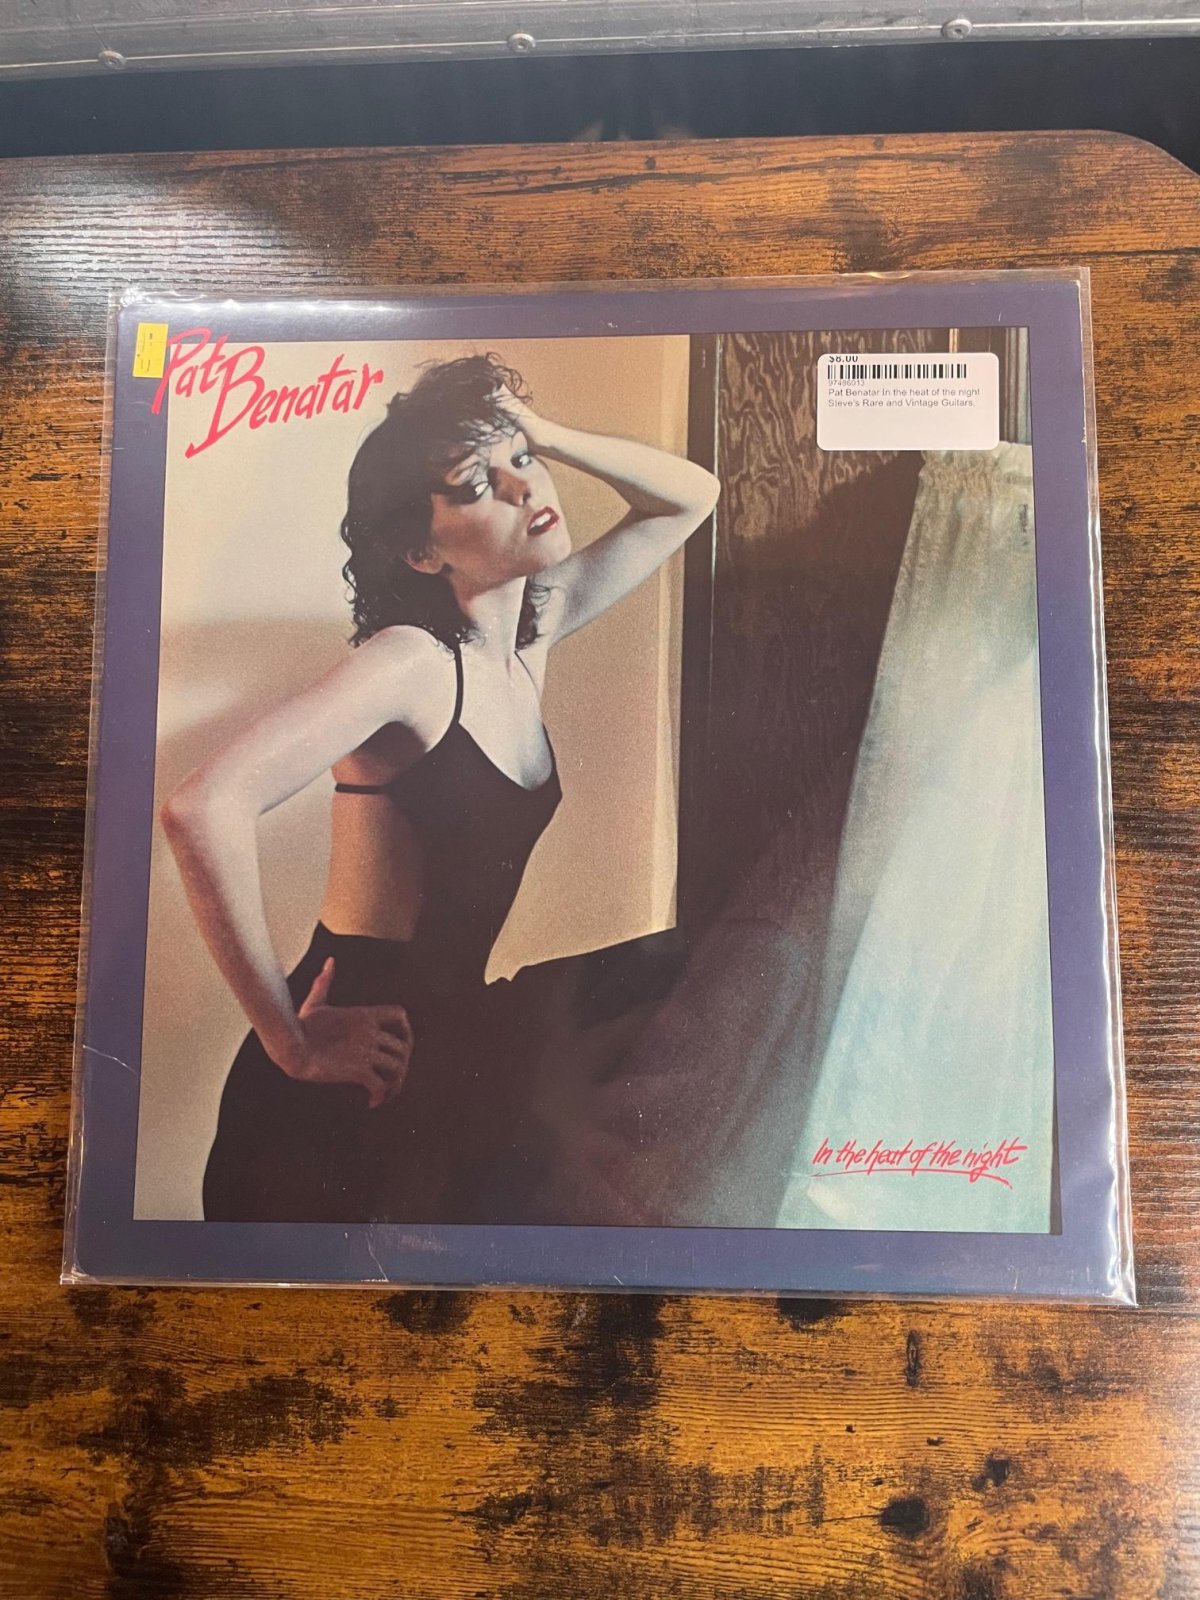 Pat Benatar
$8.00
97486013
Pat Benatar In the heat of the night
Steve's Rare and Vintage Guitars,
In the heat of the night